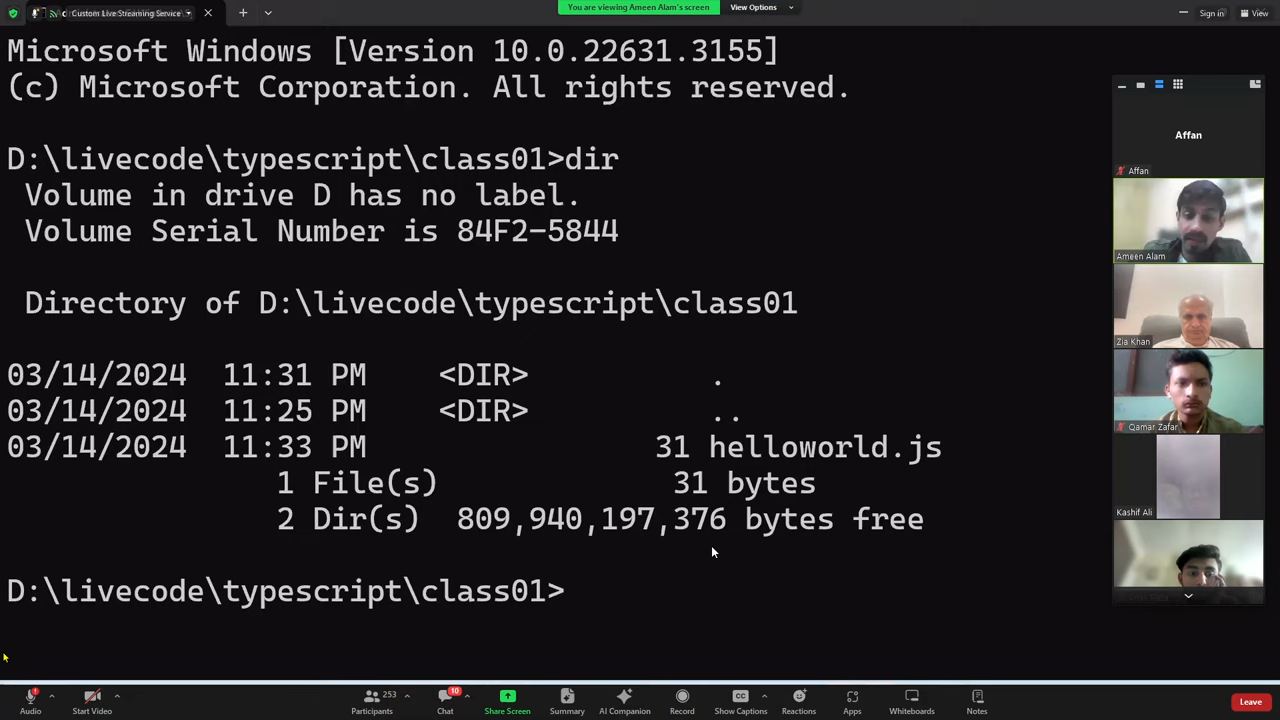 Custom Live Streaming Service
You are viewing Ameen Alam's screen
View Options
Sign in
View
Microsoft Windows [Version 10.0.22631.3155]
(c) Microsoft Corporation. All rights reserved.
D:\livecode\typescript\class01>dir
Volume in drive D has no label.
Volume Serial Number is 84F2-5844
Directory of D:\livecode\typescript\class01
03/14/2024 11:31 PM <DIR> .
03/14/2024 11:25 PM <DIR> ..
03/14/2024 11:33 PM 31 helloworld.js
1 File(s) 31 bytes
2 Dir(s) 809,940,197,376 bytes free
D:\livecode\typescript\class01>
Affan
Affan
Ameen Alam
Zia Khan
Qamar Zafar
Kashif Ali
Audio
Start Video
253
Participants
10
Chat
Share Screen
Summary
AI Companion
Record
CC
Show Captions
Reactions
Apps
Whiteboards
Notes
Leave